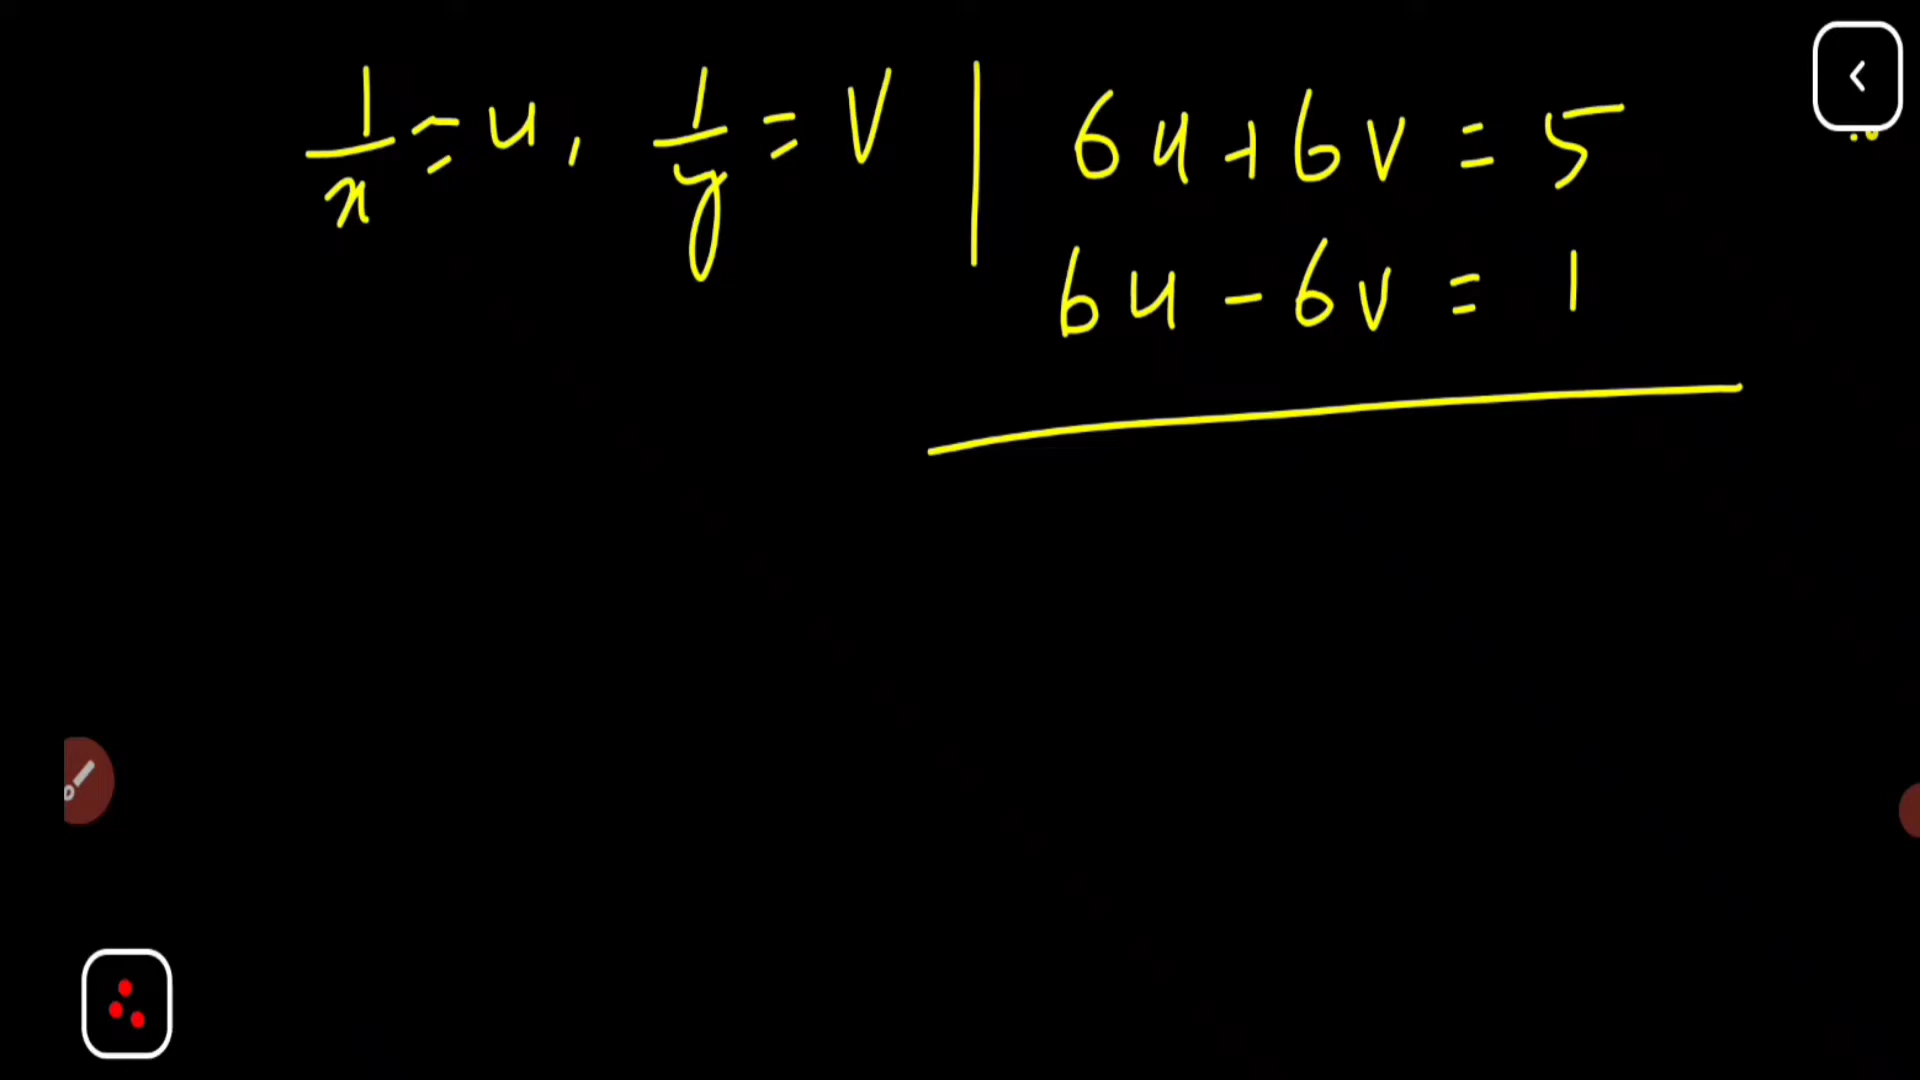 1/x = u, 1/y = V | 6u + 6v = 5
6u - 6v = 1